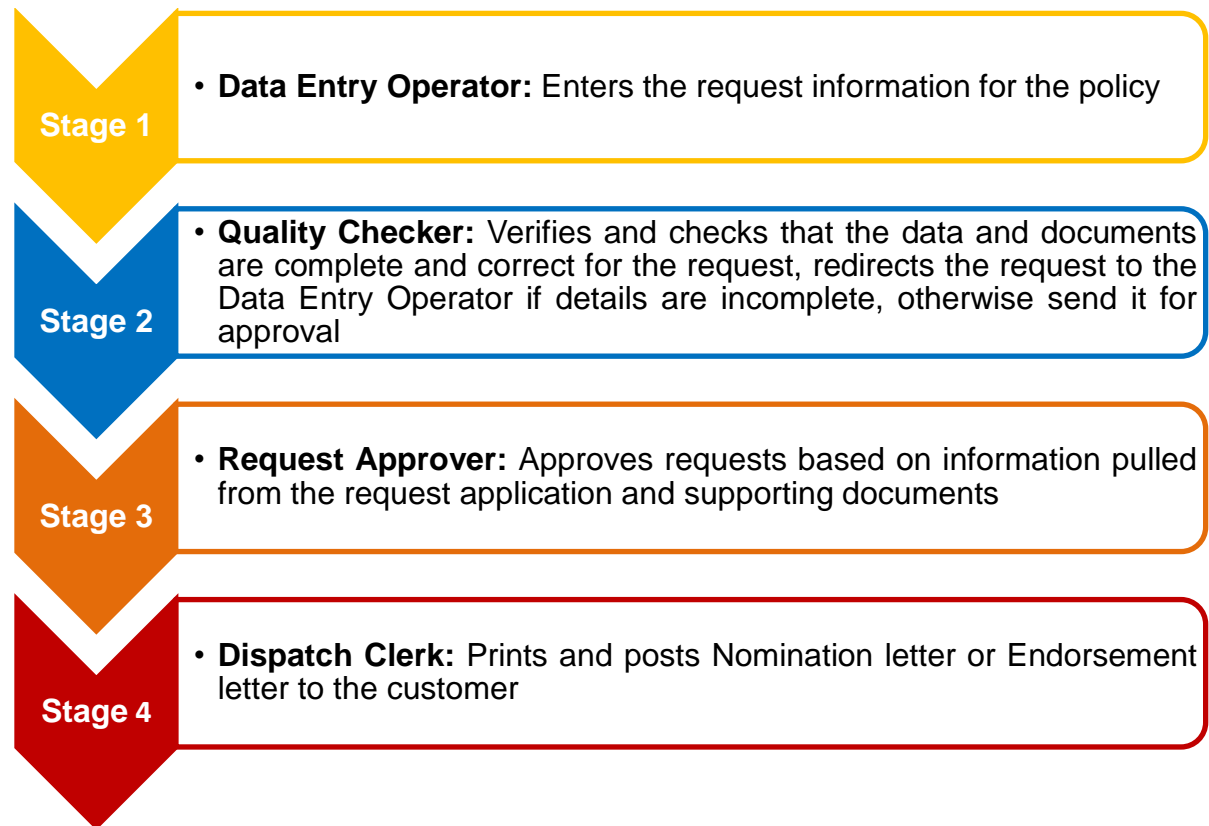 Stage 1
• Data Entry Operator: Enters the request information for the policy
Stage 2
• Quality Checker: Verifies and checks that the data and documents
are complete and correct for the request, redirects the request to the
Data Entry Operator if details are incomplete, otherwise send it for
approval
Stage 3
• Request Approver: Approves requests based on information pulled
from the request application and supporting documents
Stage 4
• Dispatch Clerk: Prints and posts Nomination letter or Endorsement
letter to the customer